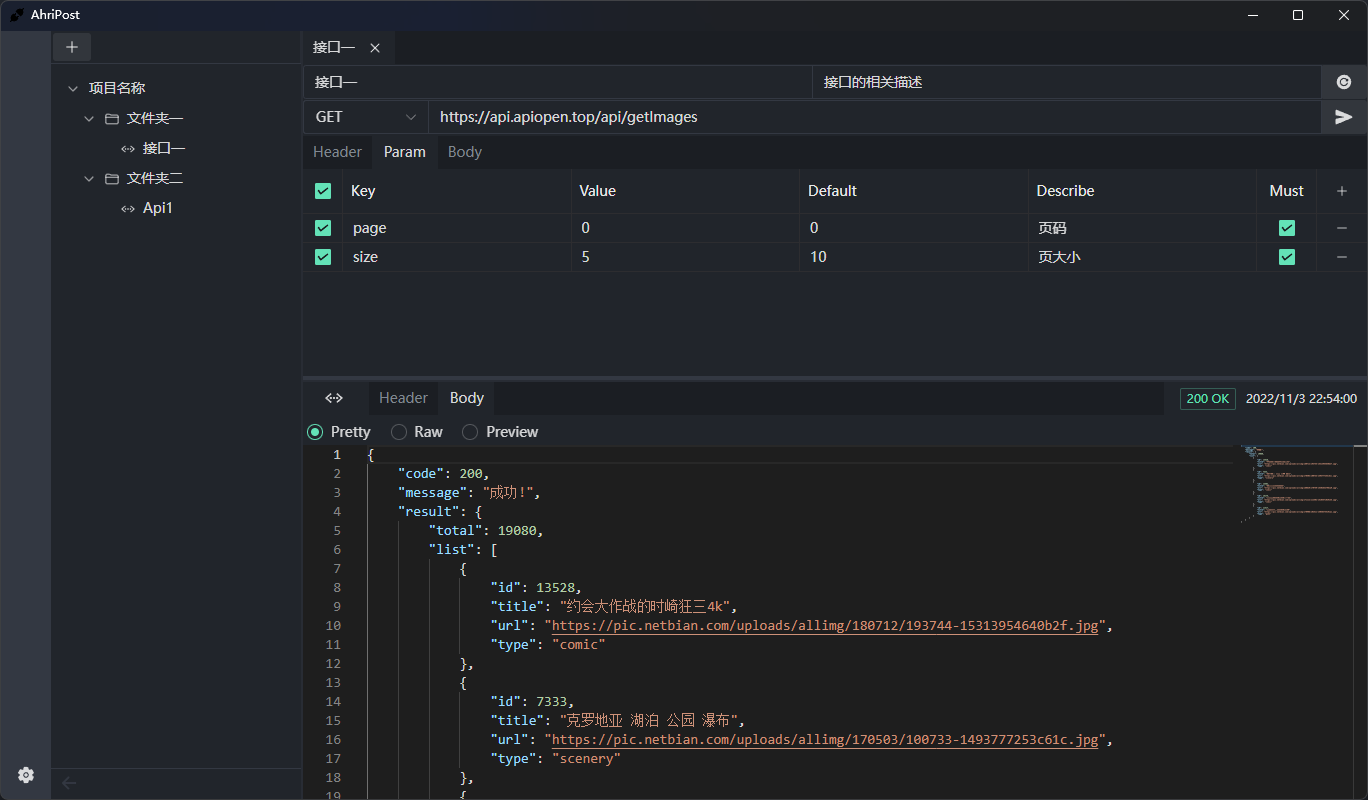 AhriPost
接口一
项目名称
文件夹一
接口一
文件夹二
Api1
接口一 接口的相关描述
GET https://api.apiopen.top/api/getImages
Header Param Body
Key Value Default Describe Must
page 0 0 页码
size 5 10 页大小
Header Body 200 OK 2022/11/3 22:54:00
Pretty Raw Preview
1 {
2 "code": 200,
3 "message": "成功!",
4 "result": {
5 "total": 19080,
6 "list": [
7 {
8 "id": 13528,
9 "title": "约会大作战的时崎狂三4k",
10 "url": "https://pic.netbian.com/uploads/allimg/180712/193744-15313954640b2f.jpg",
11 "type": "comic"
12 },
13 {
14 "id": 7333,
15 "title": "克罗地亚 湖泊 公园 瀑布",
16 "url": "https://pic.netbian.com/uploads/allimg/170503/100733-1493777253c61c.jpg",
17 "type": "scenery"
18 },
19 {